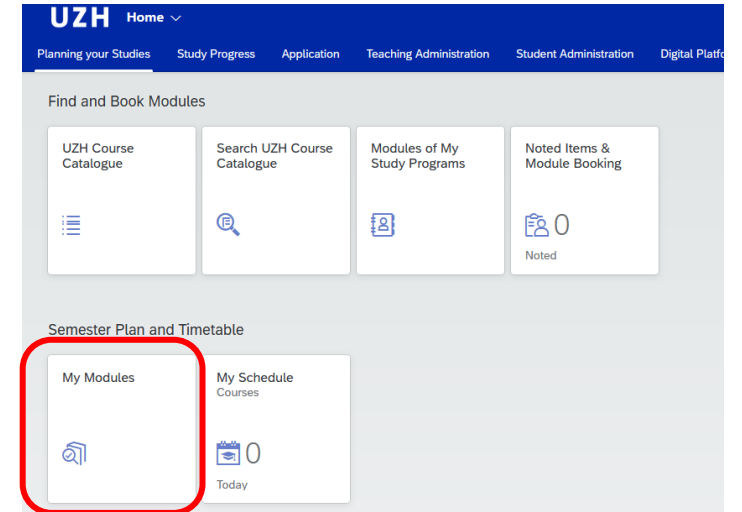 UZH Home
Planning your Studies Study Progress Application Teaching Administration Student Administration Digital Platfo
Find and Book Modules
UZH Course Search UZH Course Modules of My Noted Items &
Catalogue Catalogue Study Programs Module Booking
0
Noted
Semester Plan and Timetable
My Modules My Schedule
Courses
0
Today